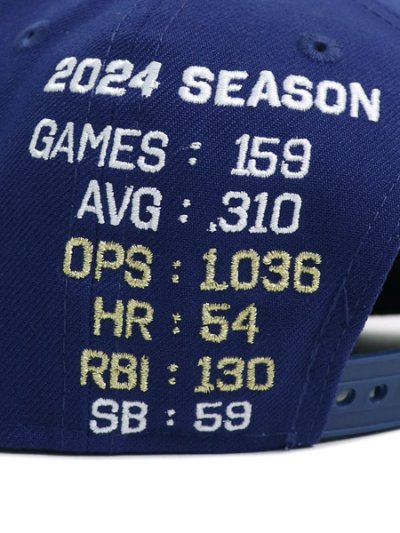 2024 SEASON
GAMES : 159
AVG : .310
OPS : 1.036
HR : 54
RBI : 130
SB : 59